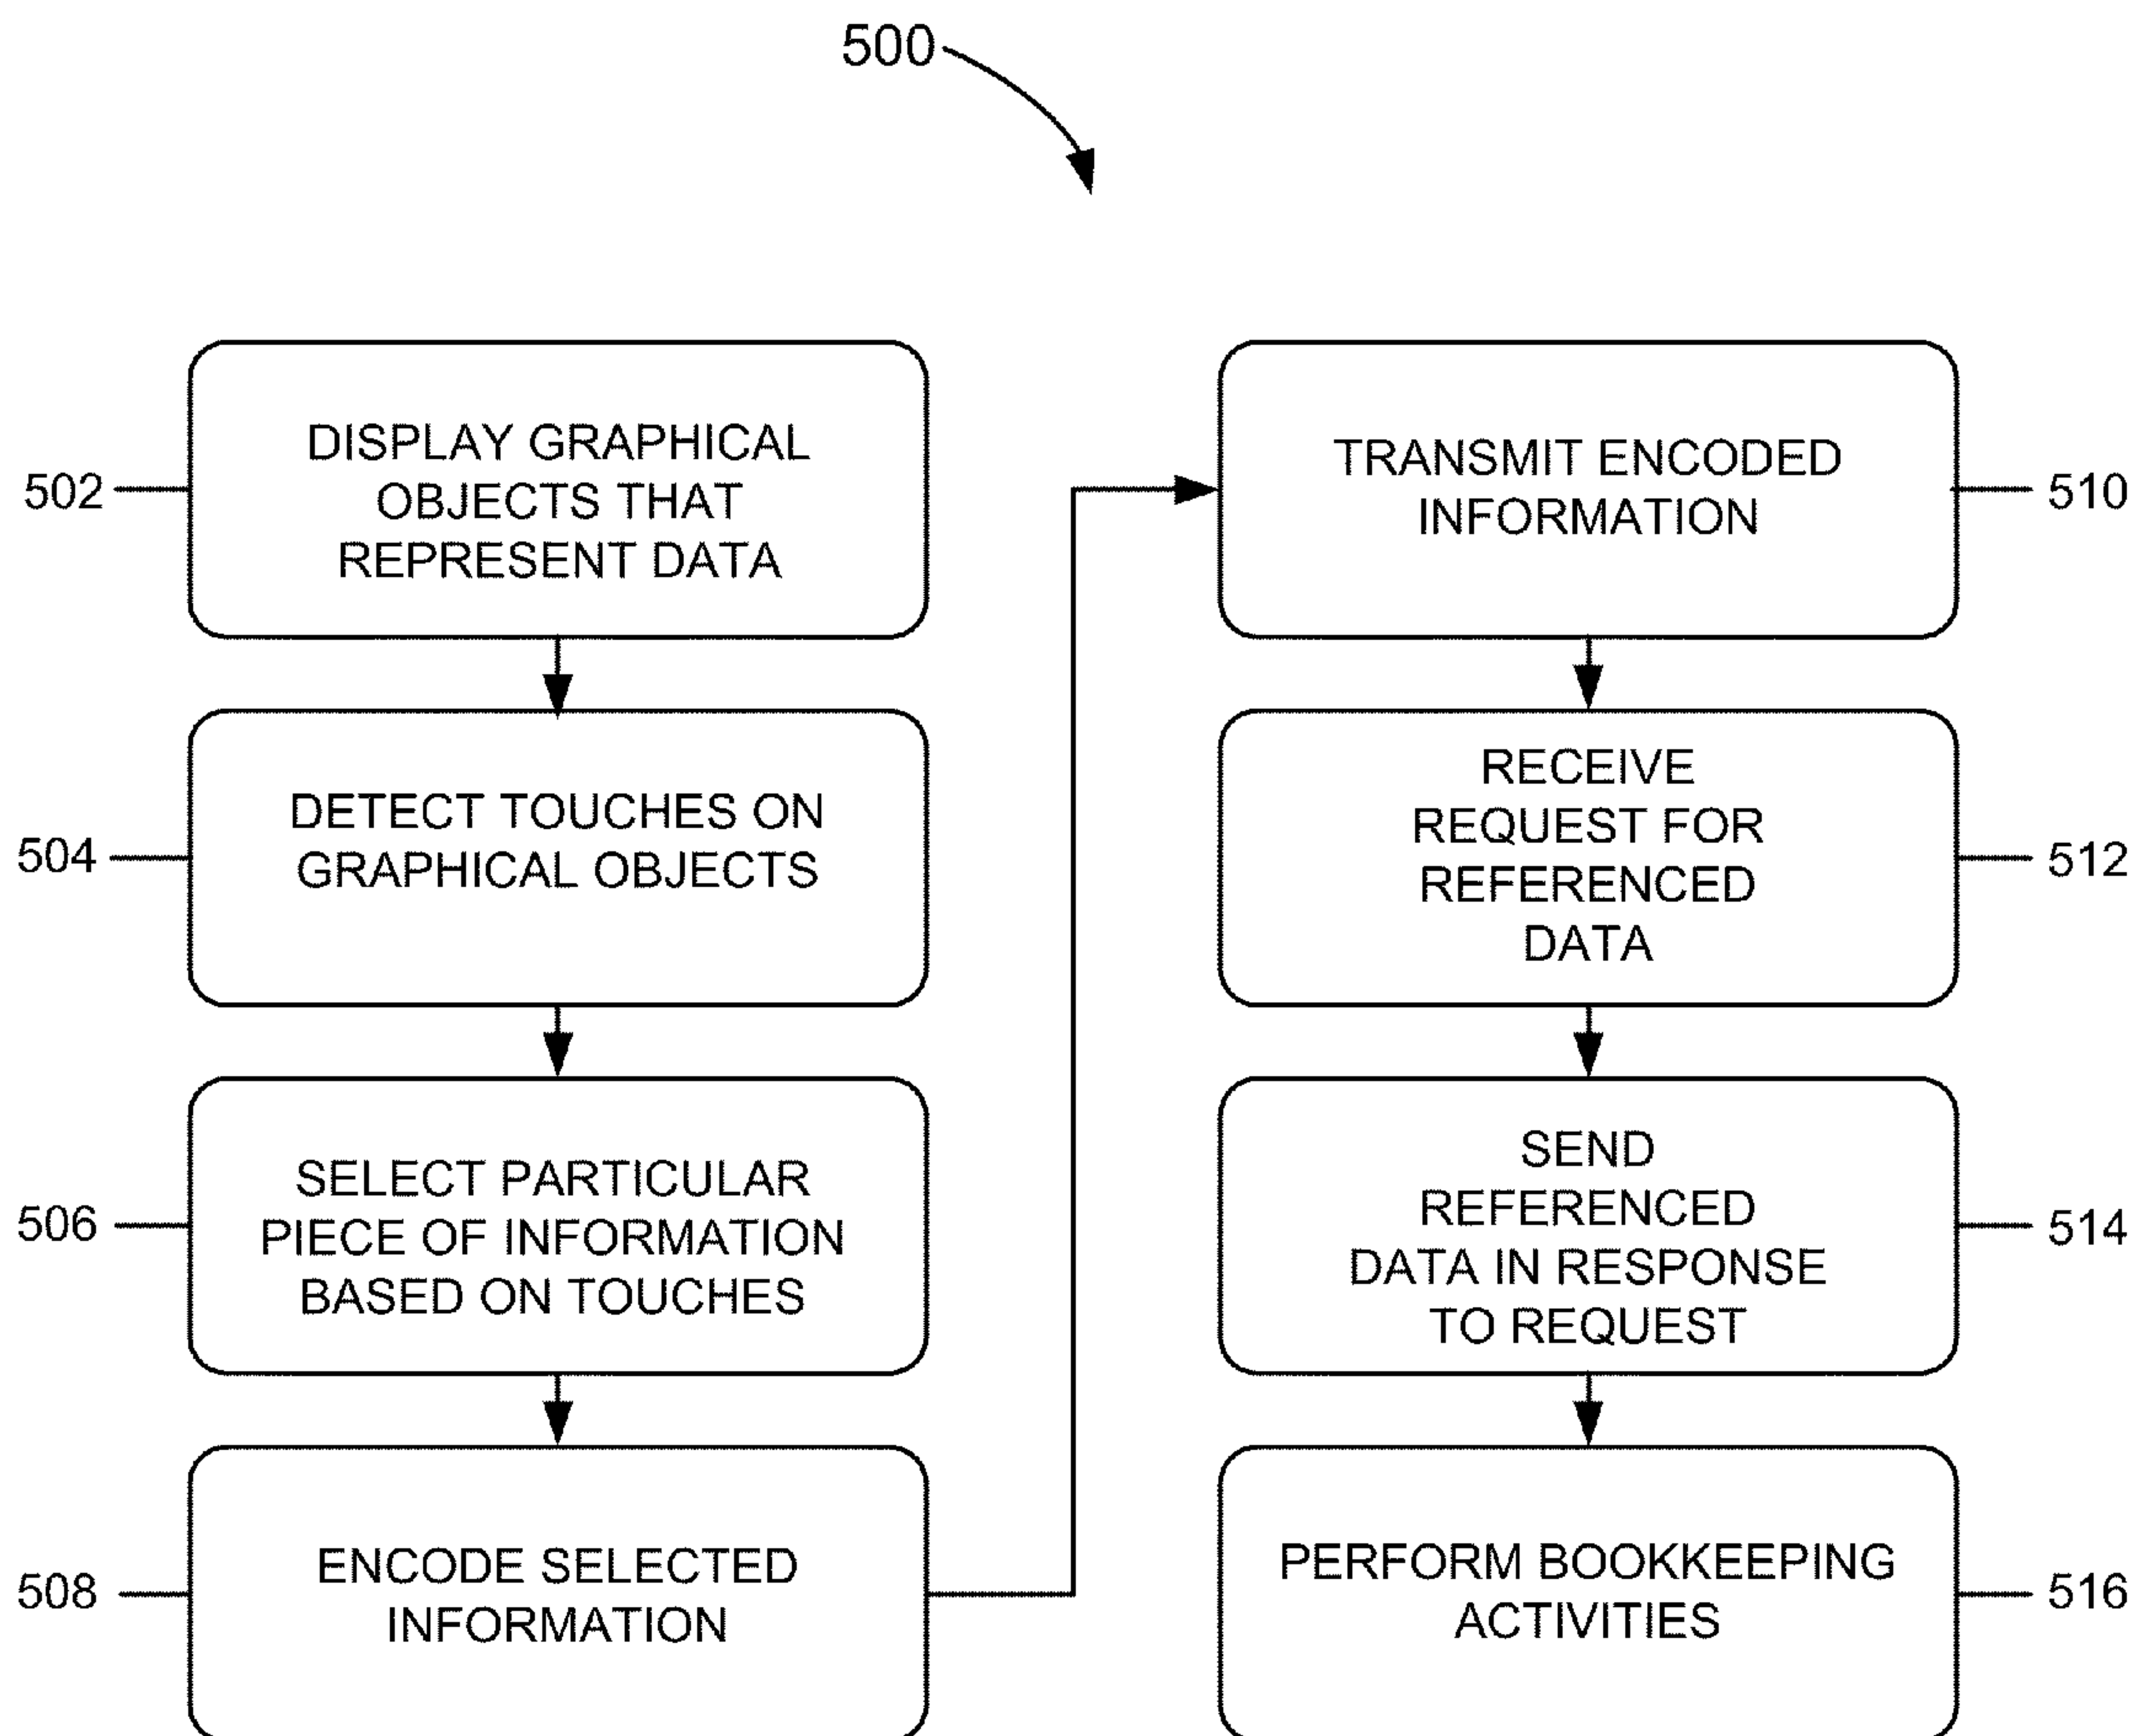 500
502
DISPLAY GRAPHICAL
OBJECTS THAT
REPRESENT DATA
504
DETECT TOUCHES ON
GRAPHICAL OBJECTS
506
SELECT PARTICULAR
PIECE OF INFORMATION
BASED ON TOUCHES
508
ENCODE SELECTED
INFORMATION
TRANSMIT ENCODED
INFORMATION
510
RECEIVE
REQUEST FOR
REFERENCED
DATA
512
SEND
REFERENCED
DATA IN RESPONSE
TO REQUEST
514
PERFORM BOOKKEEPING
ACTIVITIES
516